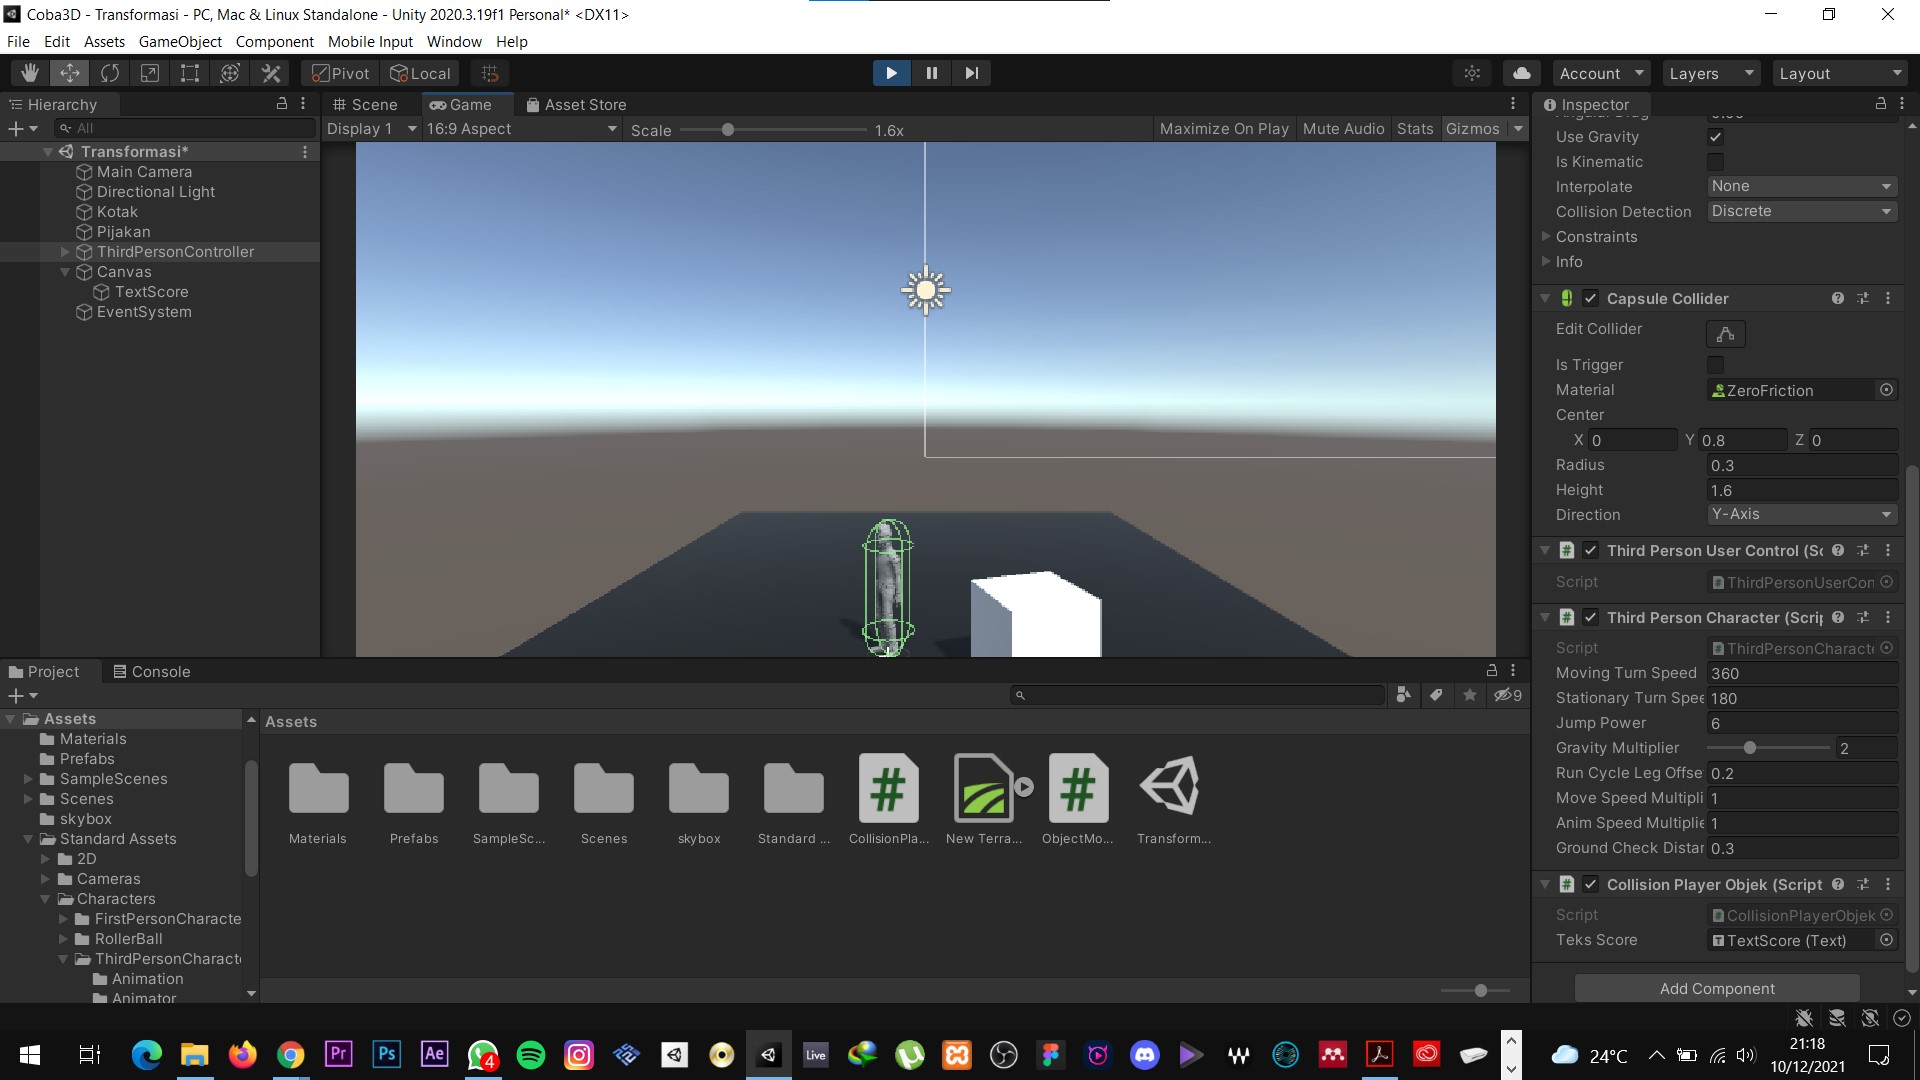 Coba3D - Transformasi - PC, Mac & Linux Standalone - Unity 2020.3.19f1 Personal* <DX11>
File Edit Assets GameObject Component Mobile Input Window Help
Pivot Local
Account Layers Layout
Hierarchy
All
Transformasi*
Main Camera
Directional Light
Kotak
Pijakan
ThirdPersonController
Canvas
TextScore
EventSystem
Scene Game Asset Store
Display 1 16:9 Aspect Scale 1.6x Maximize On Play Mute Audio Stats Gizmos
Inspector
Use Gravity
Is Kinematic
Interpolate None
Collision Detection Discrete
Constraints
Info
Capsule Collider
Edit Collider
Is Trigger
Material ZeroFriction
Center
X 0 Y 0.8 Z 0
Radius 0.3
Height 1.6
Direction Y-Axis
Third Person User Control (Sc
Script ThirdPersonUserCon
Third Person Character (Scrip
Script ThirdPersonCharacte
Moving Turn Speed 360
Stationary Turn Spee 180
Jump Power 6
Gravity Multiplier 2
Run Cycle Leg Offse 0.2
Move Speed Multipli 1
Anim Speed Multiplie 1
Ground Check Distan 0.3
Collision Player Objek (Script
Script CollisionPlayerObjek
Teks Score TextScore (Text)
Add Component
Project Console
9
Assets
Materials
Prefabs
SampleScenes
Scenes
skybox
Standard Assets
2D
Cameras
Characters
FirstPersonCharacte
RollerBall
ThirdPersonCharact
Animation
Animator
Assets
Materials Prefabs SampleSc... Scenes skybox Standard ... CollisionPla... New Terra... ObjectMo... Transform...
Pr Ps Ae 4 Live
24°C
21:18
10/12/2021